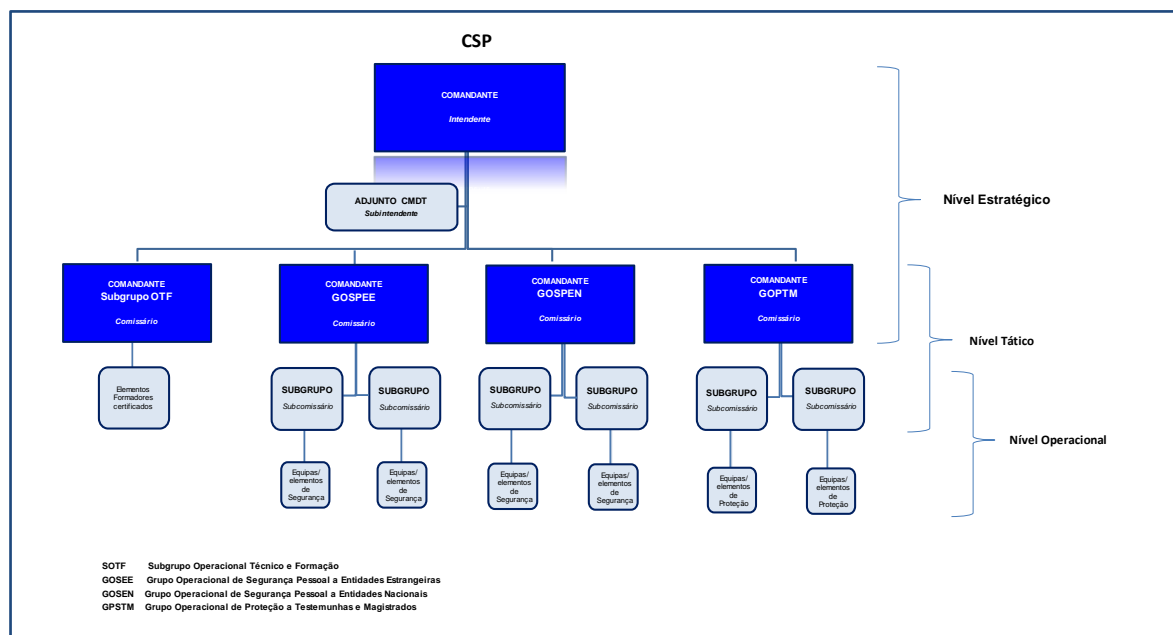 CSP
COMANDANTE
Intendente
ADJUNTO CMDT
Subintendente
Nível Estratégico
COMANDANTE
Subgrupo OTF
Comissário
COMANDANTE
GOSPEE
Comissário
COMANDANTE
GOSPEN
Comissário
COMANDANTE
GOPTM
Comissário
Nível Tático
Elementos
Formadores
certificados
SUBGRUPO
Subcomissário
SUBGRUPO
Subcomissário
SUBGRUPO
Subcomissário
SUBGRUPO
Subcomissário
SUBGRUPO
Subcomissário
SUBGRUPO
Subcomissário
Nível Operacional
Equipas/
elementos
de
Segurança
Equipas/
elementos
de
Segurança
Equipas/
elementos
de
Segurança
Equipas/
elementos
de
Segurança
Equipas/
elementos
de
Proteção
Equipas/
elementos
de
Proteção
SOTF Subgrupo Operacional Técnico e Formação
GOSEE Grupo Operacional de Segurança Pessoal a Entidades Estrangeiras
GOSEN Grupo Operacional de Segurança Pessoal a Entidades Nacionais
GPSTM Grupo Operacional de Proteção a Testemunhas e Magistrados